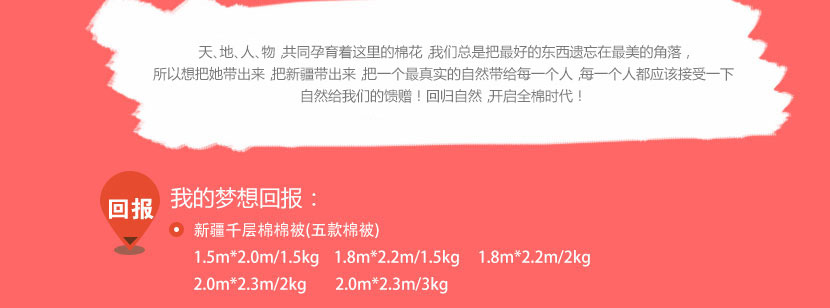 天、地、人、物 ,共同孕育着这里的棉花 ,我们总是把最好的东西遗忘在最美的角落 ,
所以想把她带出来 ,把新疆带出来 ,把一个最真实的自然带给每一个人 ,每一个人都应该接受一下
自然给我们的馈赠！回归自然 ,开启全棉时代！
回报
我的梦想回报：
新疆千层棉棉被(五款棉被)
1.5m*2.0m/1.5kg 1.8m*2.2m/1.5kg 1.8m*2.2m/2kg
2.0m*2.3m/2kg 2.0m*2.3m/3kg